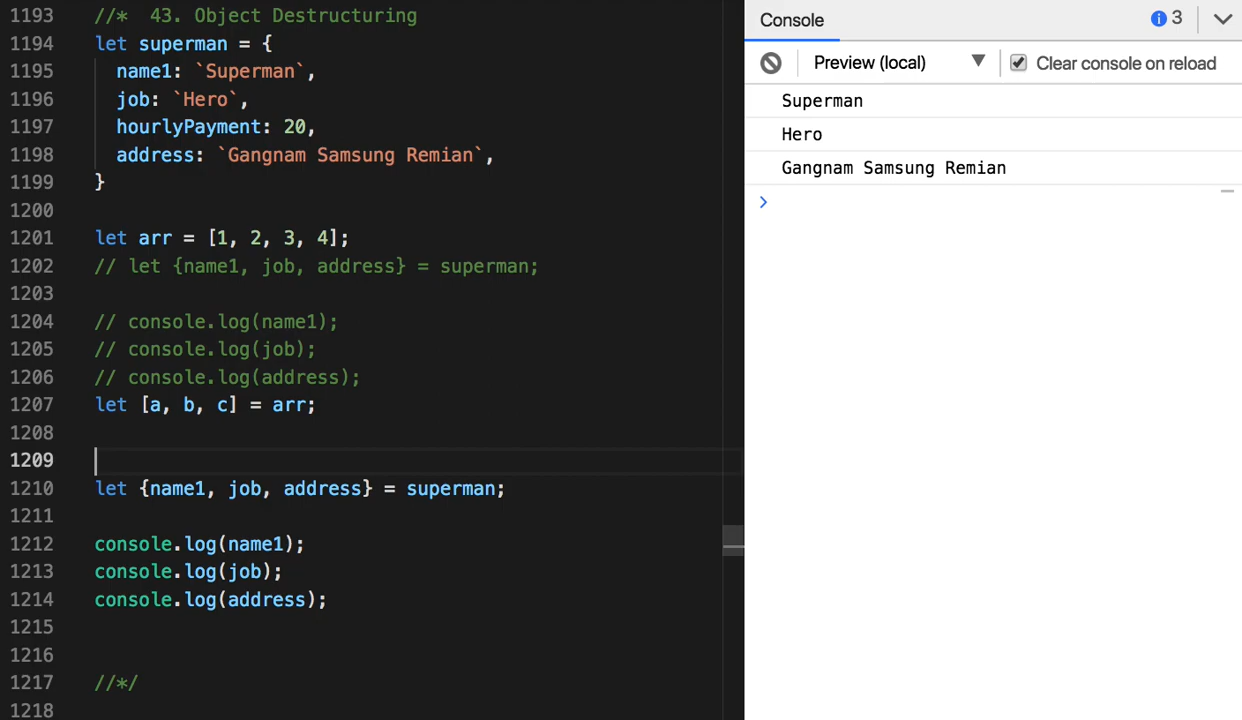 1193 //*  43. Object Destructuring
1194 let superman = {
1195   name1: `Superman`,
1196   job: `Hero`,
1197   hourlyPayment: 20,
1198   address: `Gangnam Samsung Remian`,
1199 }
1200
1201 let arr = [1, 2, 3, 4];
1202 // let {name1, job, address} = superman;
1203
1204 // console.log(name1);
1205 // console.log(job);
1206 // console.log(address);
1207 let [a, b, c] = arr;
1208
1209
1210 let {name1, job, address} = superman;
1211
1212 console.log(name1);
1213 console.log(job);
1214 console.log(address);
1215
1216
1217 //*/
1218
Console 3
Preview (local) Clear console on reload
Superman
Hero
Gangnam Samsung Remian